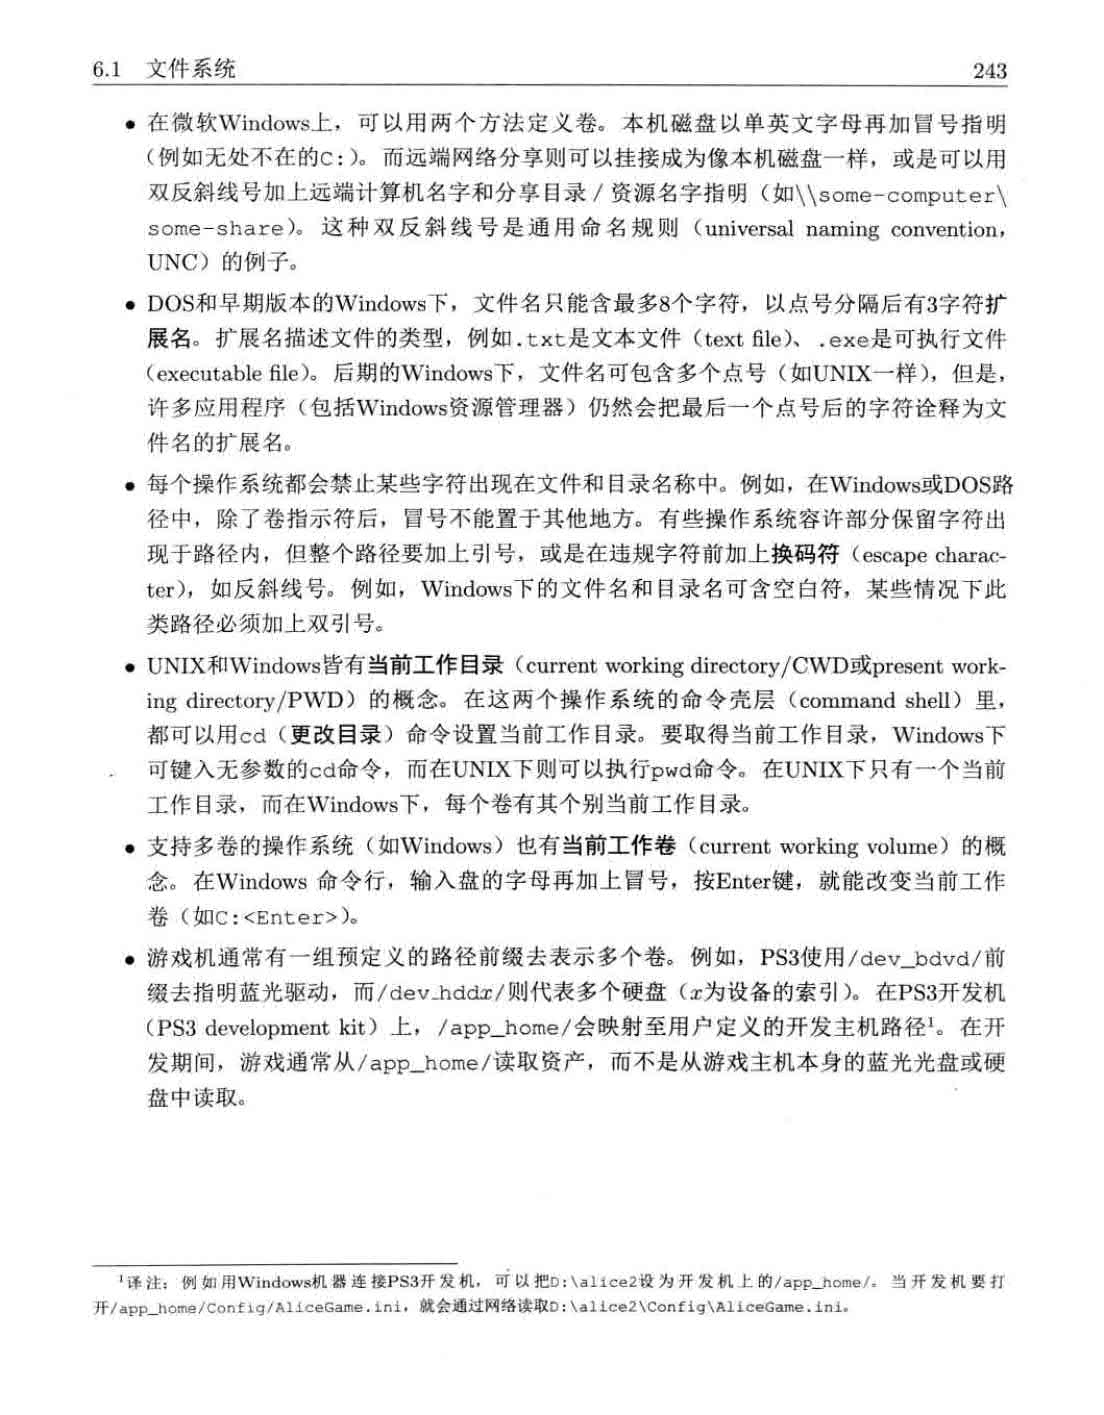 6.1 文件系统 243
• 在微软Windows上，可以用两个方法定义卷。本机磁盘以单英文字母再加冒号指明
（例如无处不在的C:）。而远端网络分享则可以挂接成为像本机磁盘一样，或是可以用
双反斜线号加上远端计算机名字和分享目录 / 资源名字指明（如\\some-computer\
some-share）。这种双反斜线号是通用命名规则（universal naming convention，
UNC）的例子。
• DOS和早期版本的Windows下，文件名只能含最多8个字符，以点号分隔后有3字符扩
展名。扩展名描述文件的类型，例如.txt是文本文件（text file）、.exe是可执行文件
（executable file）。后期的Windows下，文件名可包含多个点号（如UNIX一样），但是，
许多应用程序（包括Windows资源管理器）仍然会把最后一个点号后的字符诠释为文
件名的扩展名。
• 每个操作系统都会禁止某些字符出现在文件和目录名称中。例如，在Windows或DOS路
径中，除了卷指示符后，冒号不能置于其他地方。有些操作系统容许部分保留字符出
现于路径内，但整个路径要加上引号，或是在违规字符前加上换码符（escape charac-
ter），如反斜线号。例如，Windows下的文件名和目录名可含空白符，某些情况下此
类路径必须加上双引号。
• UNIX和Windows皆有当前工作目录（current working directory/CWD或present work-
ing directory/PWD）的概念。在这两个操作系统的命令壳层（command shell）里，
都可以用cd（更改目录）命令设置当前工作目录。要取得当前工作目录，Windows下
可键入无参数的cd命令，而在UNIX下则可以执行pwd命令。在UNIX下只有一个当前
工作目录，而在Windows下，每个卷有其个别当前工作目录。
• 支持多卷的操作系统（如Windows）也有当前工作卷（current working volume）的概
念。在Windows 命令行，输入盘的字母再加上冒号，按Enter键，就能改变当前工作
卷（如C:<Enter>）。
• 游戏机通常有一组预定义的路径前缀去表示多个卷。例如，PS3使用/dev_bdvd/前
缀去指明蓝光驱动，而/dev_hddx/则代表多个硬盘（x为设备的索引）。在PS3开发机
（PS3 development kit）上，/app_home/会映射至用户定义的开发主机路径¹。在开
发期间，游戏通常从/app_home/读取资产，而不是从游戏主机本身的蓝光光盘或硬
盘中读取。
¹译注：例如用Windows机器连接PS3开发机，可以把D:\alice2设为开发机上的/app_home/。当开发机要打
开/app_home/Config/AliceGame.ini，就会通过网络读取D:\alice2\Config\AliceGame.ini。